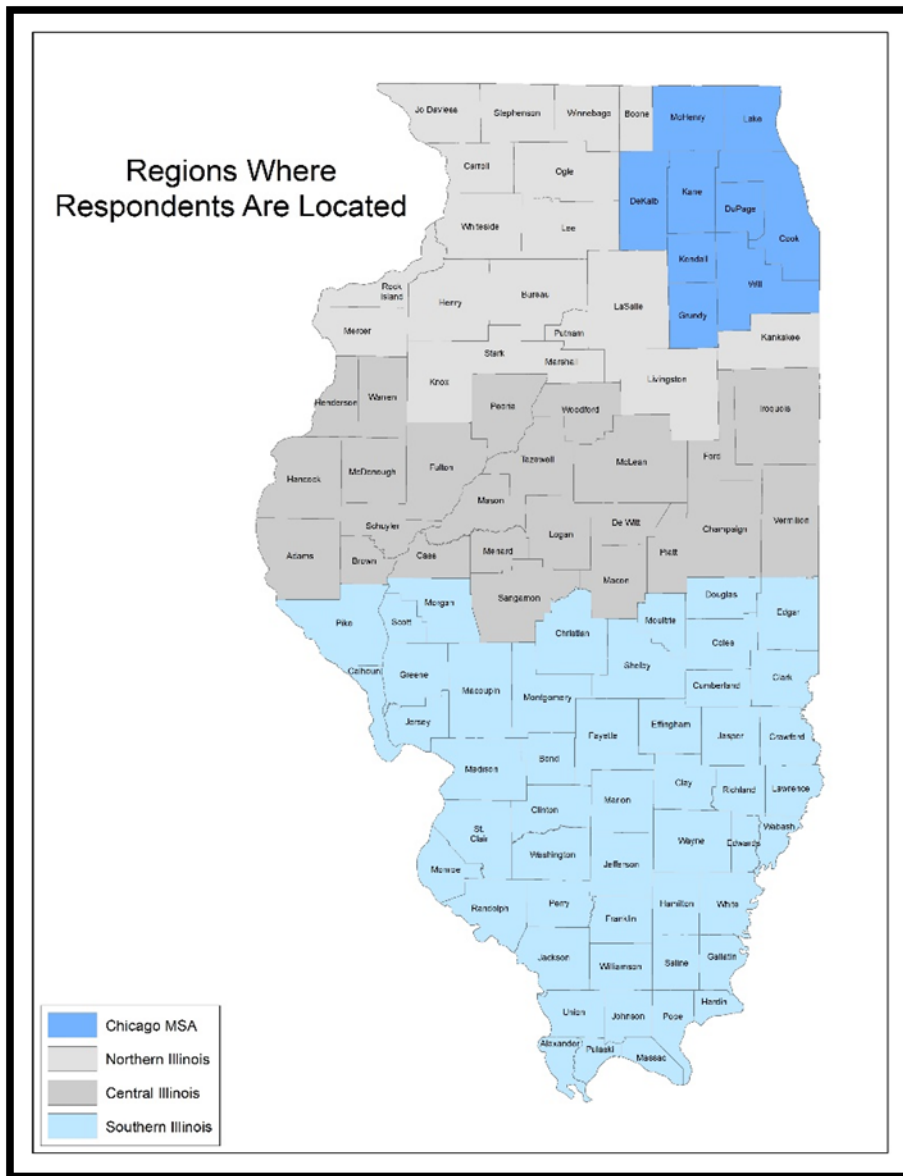 Regions Where
Respondents Are Located
Jo Daviess
Stephenson
Winnebago
Boone
McHenry
Lake
Carroll
Ogle
DeKalb
Kane
DuPage
Cook
Whiteside
Lee
Kendall
Will
Rock
Island
Henry
Bureau
LaSalle
Grundy
Mercer
Putnam
Kankakee
Stark
Marshall
Knox
Livingston
Henderson
Warren
Peoria
Woodford
Iroquois
Hancock
McDonough
Fulton
Tazewell
McLean
Ford
Mason
Schuyler
Logan
De Witt
Champaign
Vermilion
Adams
Brown
Cass
Menard
Piatt
Macon
Sangamon
Pike
Scott
Morgan
Christian
Moultrie
Douglas
Edgar
Coles
Shelby
Calhoun
Greene
Macoupin
Montgomery
Cumberland
Clark
Jersey
Fayette
Effingham
Jasper
Crawford
Madison
Bond
Clay
Richland
Lawrence
Marion
Clinton
St.
Clair
Washington
Wayne
Edwards
Wabash
Jefferson
Monroe
Randolph
Perry
Franklin
Hamilton
White
Jackson
Williamson
Saline
Gallatin
Union
Johnson
Pope
Hardin
Alexander
Pulaski
Massac
Chicago MSA
Northern Illinois
Central Illinois
Southern Illinois